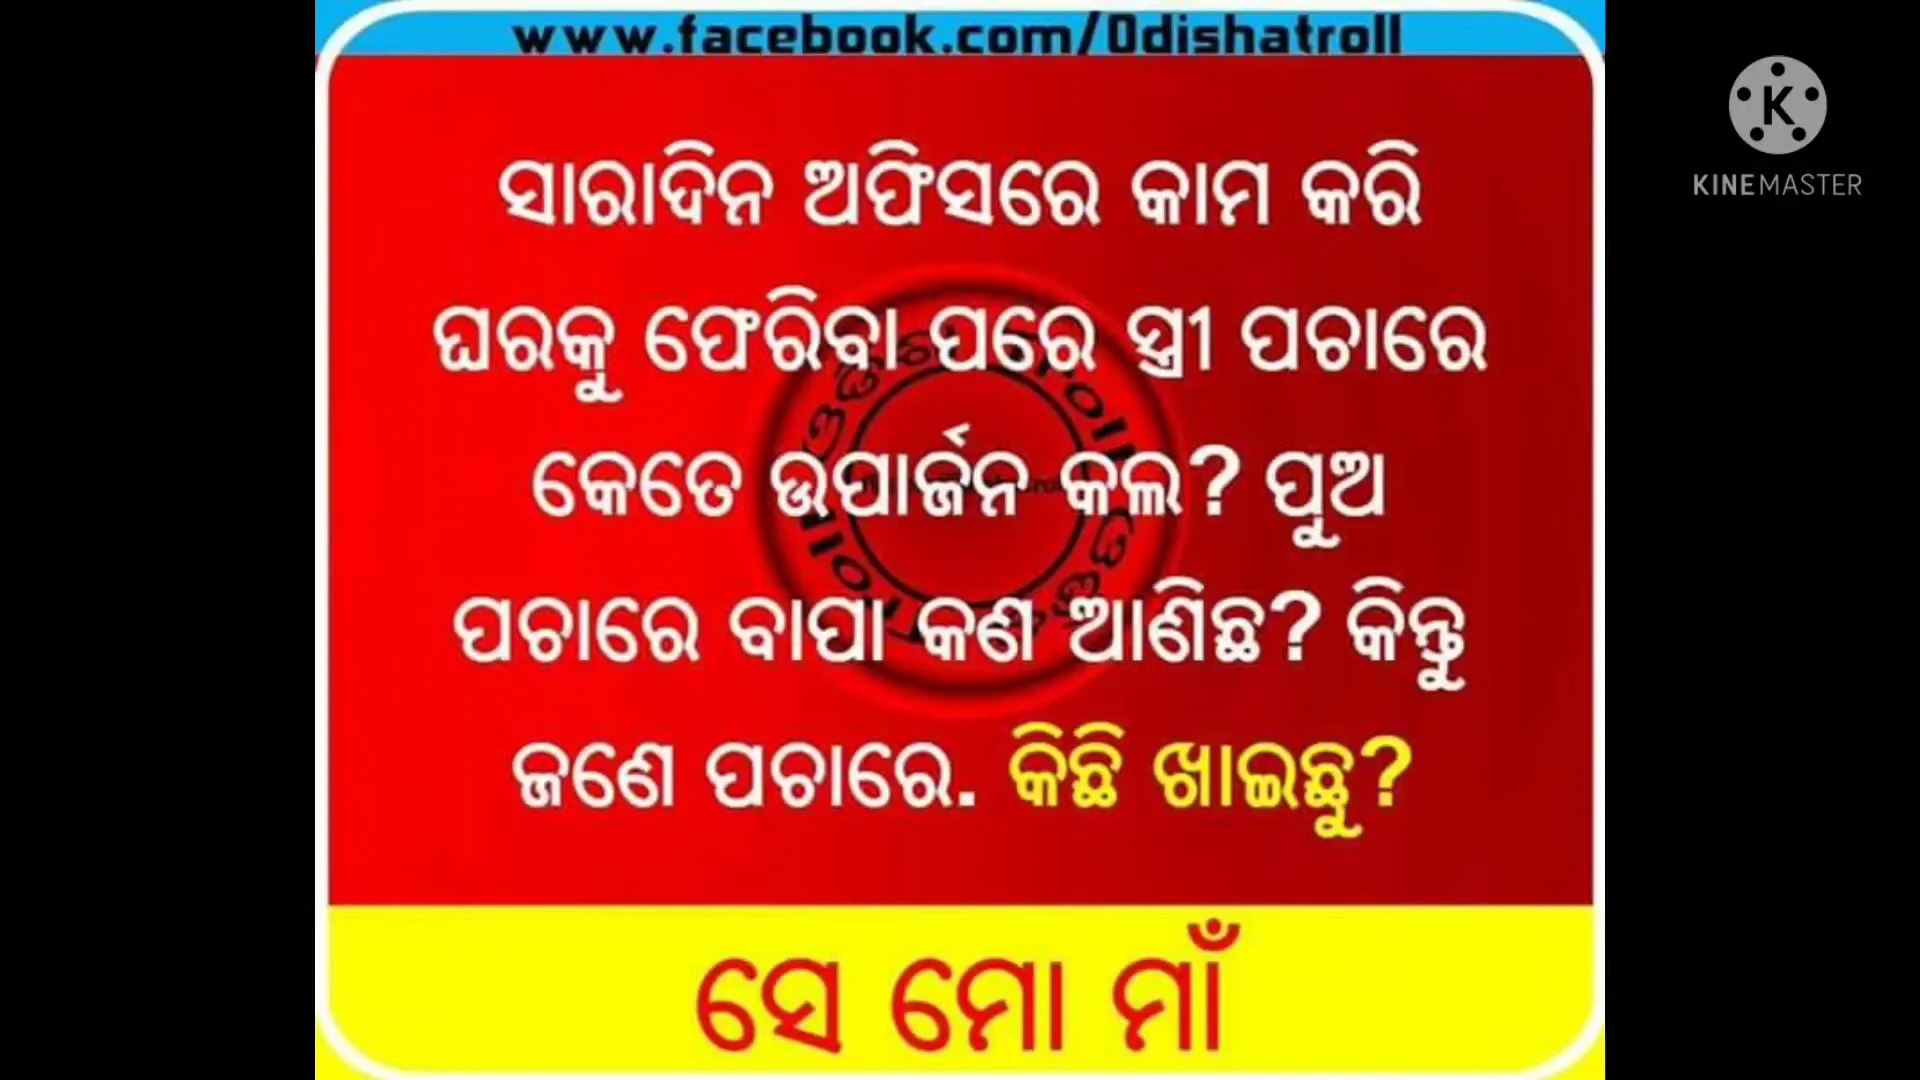 www.facebook.com/0dishatroll
ସାରାଦିନ ଅଫିସରେ କାମ କରି
ଘରକୁ ଫେରିବା ପରେ ସ୍ତ୍ରୀ ପଚାରେ
କେତେ ଉପାର୍ଜନ କଲ? ପୁଅ
ପଚାରେ ବାପା କଣ ଆଣିଛ? କିନ୍ତୁ
ଜଣେ ପଚାରେ. କିଛି ଖାଇଛୁ?
ସେ ମୋ ମାଁ
K
KINEMASTER